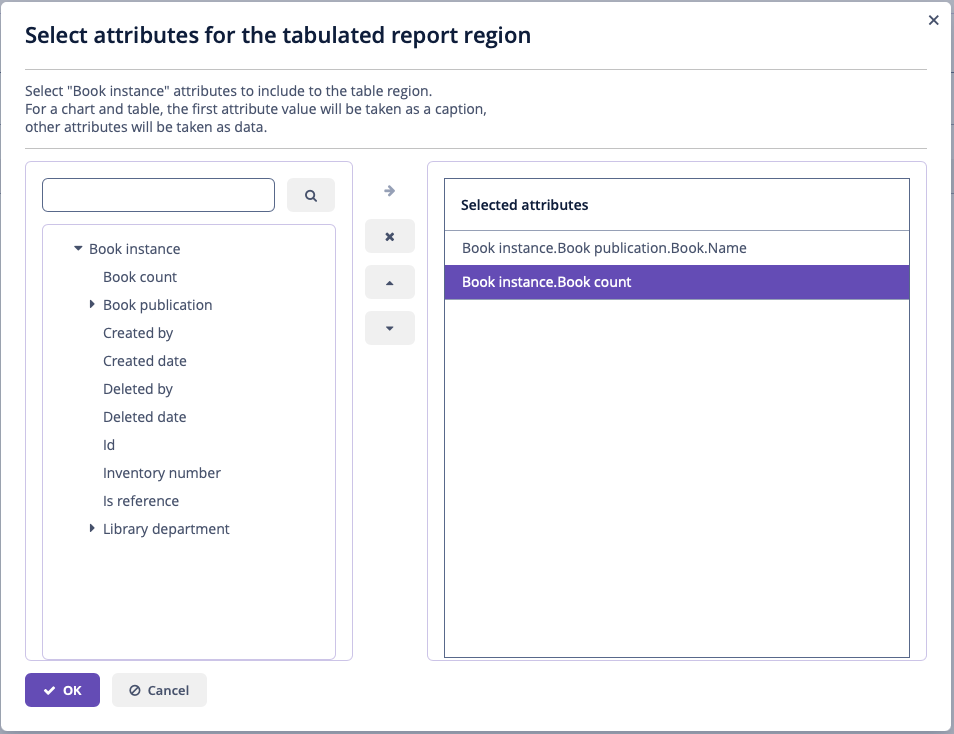 Select attributes for the tabulated report region
Select "Book instance" attributes to include to the table region.
For a chart and table, the first attribute value will be taken as a caption,
other attributes will be taken as data.
Book instance
Book count
Book publication
Created by
Created date
Deleted by
Deleted date
Id
Inventory number
Is reference
Library department
Selected attributes
Book instance.Book publication.Book.Name
Book instance.Book count
OK
Cancel